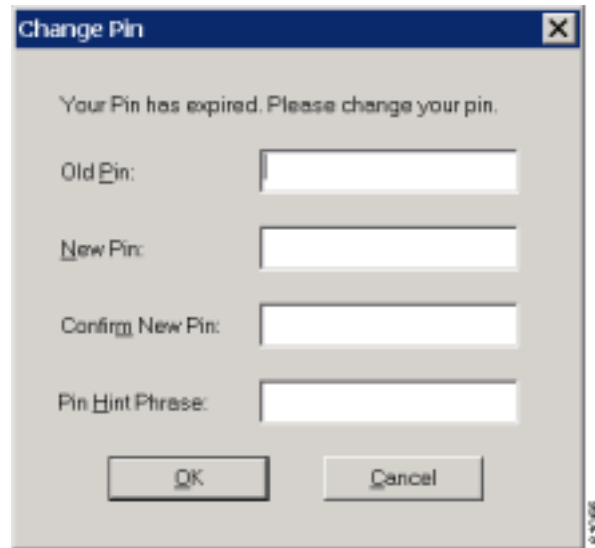 Change Pin
Your Pin has expired. Please change your pin.
Old Pin:
New Pin:
Confirm New Pin:
Pin Hint Phrase:
OK
Cancel